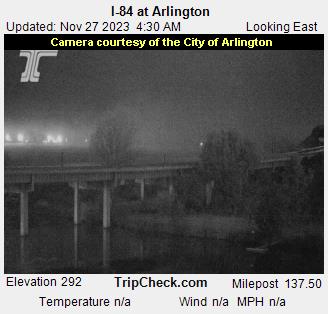 I-84 at Arlington
Updated: Nov 27 2023 4:30 AM Looking East
Camera courtesy of the City of Arlington
Elevation 292 TripCheck.com Milepost 137.50
Temperature n/a Wind n/a MPH n/a